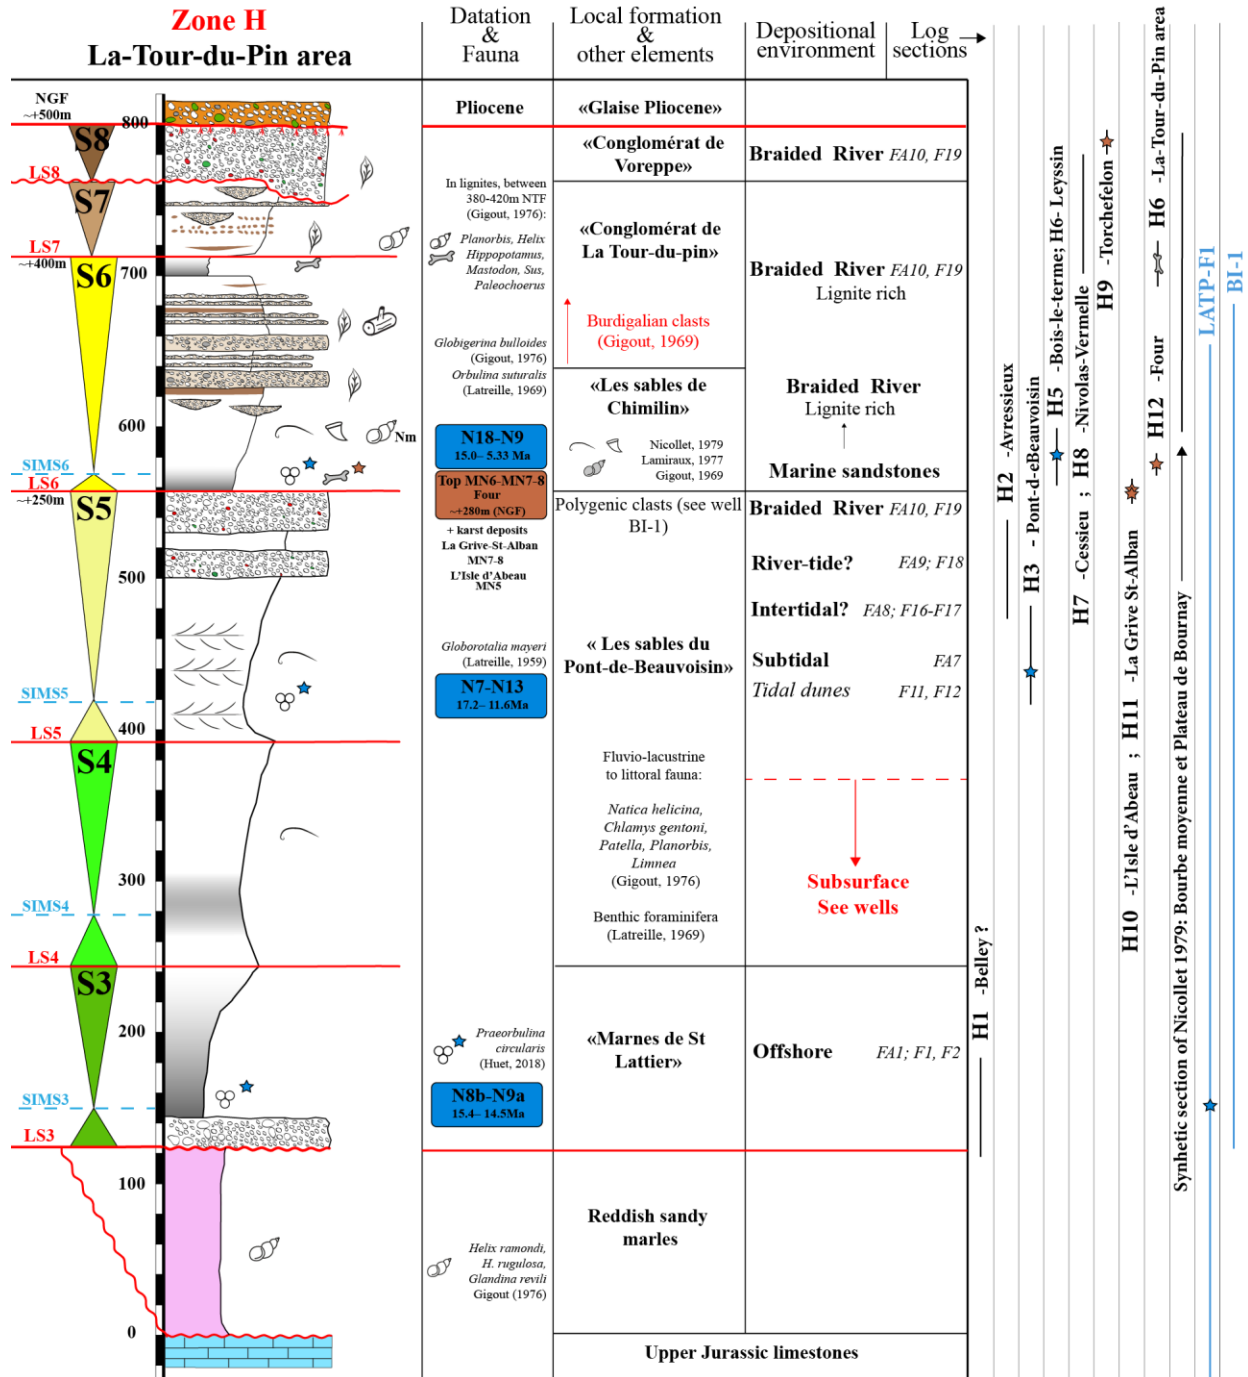 Zone H
La-Tour-du-Pin area
Datation
&
Fauna
Local formation
&
other elements
Depositional
environment
Log
sections
NGF
~+500m
800
S8
LS8
S7
LS7
~+400m
700
S6
600
SIMS6
LS6
~+250m
S5
500
SIMS5
400
LS5
S4
300
SIMS4
LS4
S3
200
SIMS3
LS3
100
0
Nm
Pliocene
In lignites, between
380-420m NTF
(Gigout, 1976):
Planorbis, Helix
Hippopotamus,
Mastodon, Sus,
Paleochoerus
Globigerina bulloides
(Gigout, 1976)
Orbulina suturalis
(Latreille, 1969)
N18-N9
15.0– 5.33 Ma
Top MN6-MN7-8
Four
~+280m (NGF)
+ karst deposits
La Grive-St-Alban
MN7-8
L'Isle d'Abeau
MN5
Globorotalia mayeri
(Latreille, 1959)
N7-N13
17.2– 11.6Ma
Praeorbulina
circularis
(Huet, 2018)
N8b-N9a
15.4– 14.5Ma
Helix ramondi,
H. rugulosa,
Glandina revili
Gigout (1976)
«Glaise Pliocene»
«Conglomérat de
Voreppe»
«Conglomérat de
La Tour-du-pin»
Burdigalian clasts
(Gigout, 1969)
«Les sables de
Chimilin»
Nicollet, 1979
Lamiraux, 1977
Gigout, 1969
Polygenic clasts (see well
BI-1)
« Les sables du
Pont-de-Beauvoisin»
Fluvio-lacustrine
to littoral fauna:
Natica helicina,
Chlamys gentoni,
Patella, Planorbis,
Limnea
(Gigout, 1976)
Benthic foraminifera
(Latreille, 1969)
«Marnes de St
Lattier»
Reddish sandy
marles
Upper Jurassic limestones
Braided River FA10, F19
Braided River FA10, F19
Lignite rich
Braided River
Lignite rich
Marine sandstones
Braided River FA10, F19
River-tide? FA9; F18
Intertidal? FA8; F16-F17
Subtidal FA7
Tidal dunes F11, F12
Subsurface
See wells
Offshore FA1; F1, F2
H1 -Belley ?
H2 -Avressieux
H3 - Pont-d-eBeauvoisin
H5 -Bois-le-terme; H6- Leyssin
H7 -Cessieu ; H8 -Nivolas-Vermelle
H9 -Torchefelon
H10 -L'Isle d'Abeau ; H11 -La Grive St-Alban
H12 -Four
H6 -La-Tour-du-Pin area
Synhetic section of Nicollet 1979: Bourbe moyenne et Plateau de Bournay
LATP-F1
BI-1